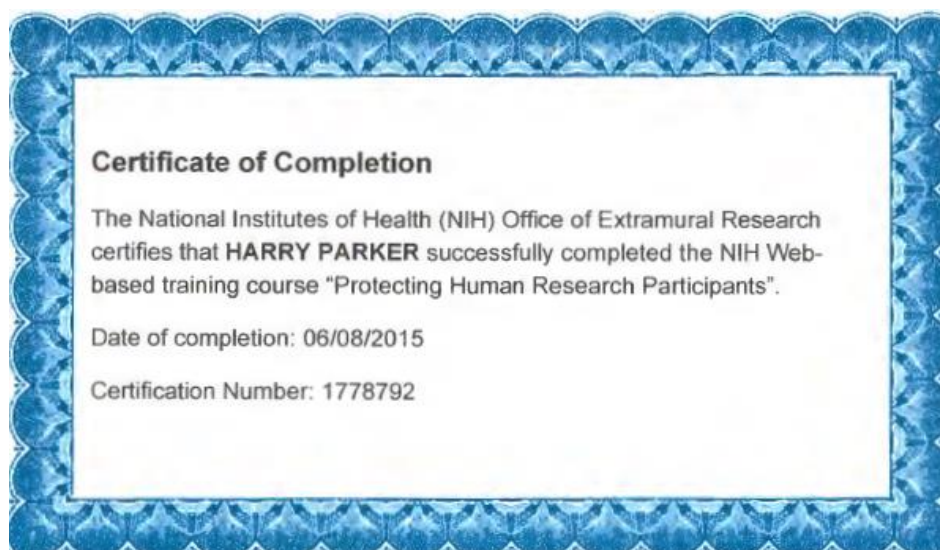 Certificate of Completion
The National Institutes of Health (NIH) Office of Extramural Research
certifies that HARRY PARKER successfully completed the NIH Web-
based training course “Protecting Human Research Participants”.
Date of completion: 06/08/2015
Certification Number: 1778792